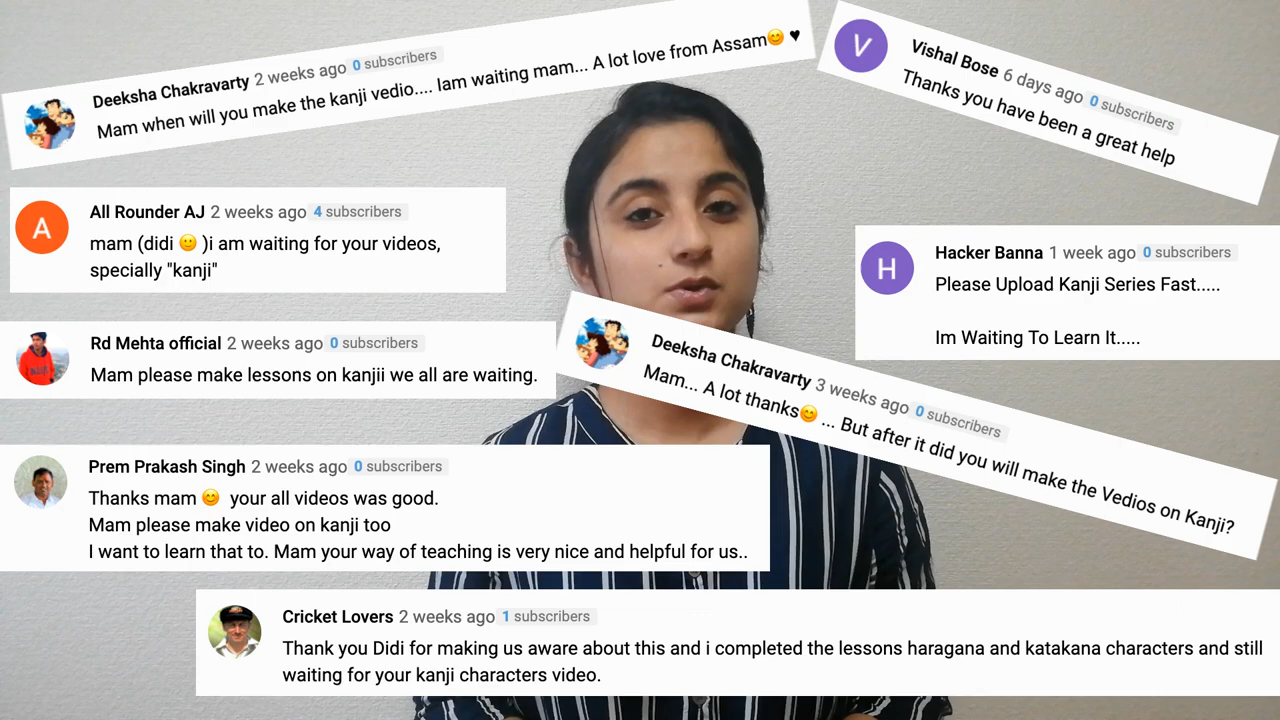 Deeksha Chakravarty 2 weeks ago 0 subscribers
Mam when will you make the kanji vedio.... Iam waiting mam... A lot love from Assam😊 ♥
V
Vishal Bose 6 days ago 0 subscribers
Thanks you have been a great help
A
All Rounder AJ 2 weeks ago 4 subscribers
mam (didi 🙂 )i am waiting for your videos,
specially "kanji"
H
Hacker Banna 1 week ago 0 subscribers
Please Upload Kanji Series Fast.....
Im Waiting To Learn It.....
Rd Mehta official 2 weeks ago 0 subscribers
Mam please make lessons on kanjii we all are waiting.
Deeksha Chakravarty 3 weeks ago 0 subscribers
Mam... A lot thanks😊 ... But after it did you will make the Vedios on Kanji?
Prem Prakash Singh 2 weeks ago 0 subscribers
Thanks mam 😊 your all videos was good.
Mam please make video on kanji too
I want to learn that to. Mam your way of teaching is very nice and helpful for us..
Cricket Lovers 2 weeks ago 1 subscribers
Thank you Didi for making us aware about this and i completed the lessons haragana and katakana characters and still
waiting for your kanji characters video.